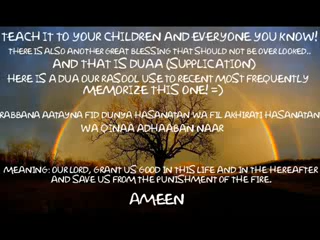 TEACH IT TO YOUR CHILDREN AND EVERYONE YOU KNOW!
THERE IS ALSO ANOTHER GREAT BLESSING THAT SHOULD NOT BE OVER LOOKED..
AND THAT IS DUAA (SUPPLICATION)
HERE IS A DUA OUR RASOOL USE TO RECENT MOST FREQUENTLY
MEMORIZE THIS ONE! =)
RABBANA AATAYNA FID DUNYA HASANATAN WA FIL AKHIRATI HASANATAN
WA QINAA ADHAABAN NAAR
MEANING: OUR LORD, GRANT US GOOD IN THIS LIFE AND IN THE HEREAFTER
AND SAVE US FROM THE PUNISHMENT OF THE FIRE.
AMEEN